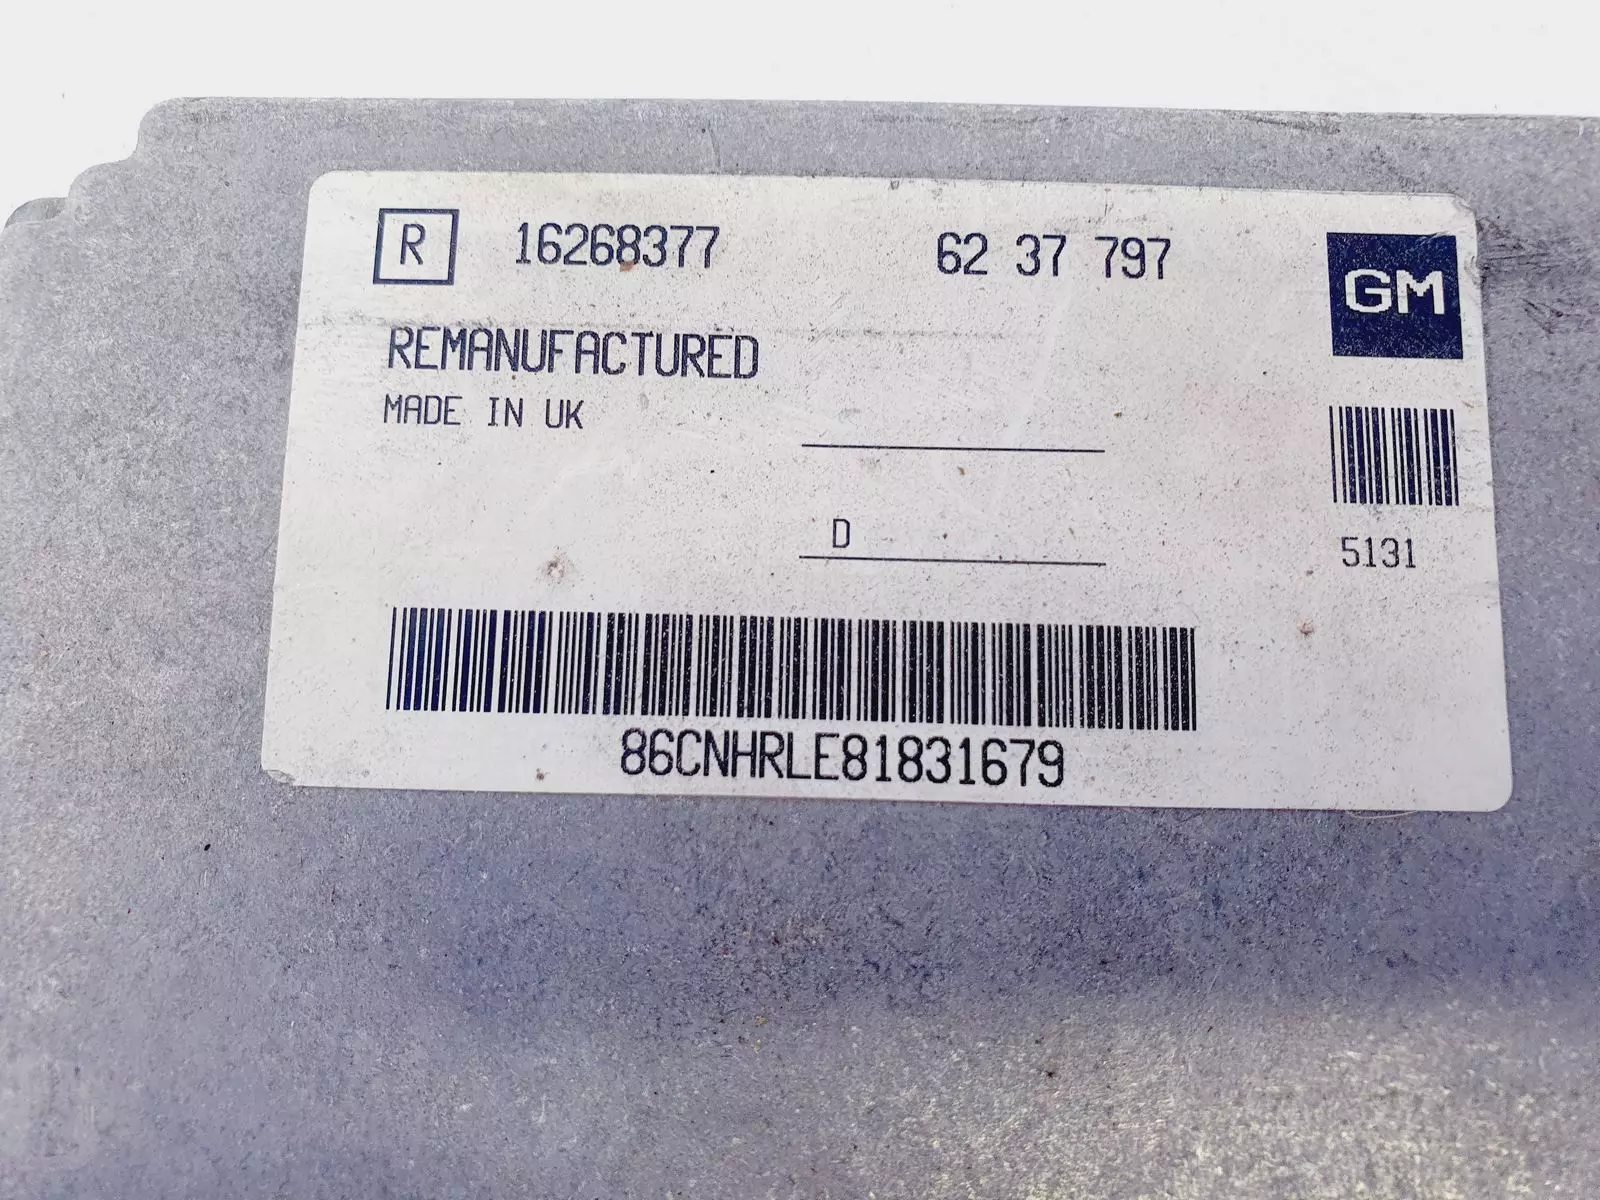 R 16268377 62 37 797
GM
REMANUFACTURED
MADE IN UK
D
5131
86CNHRLE81831679